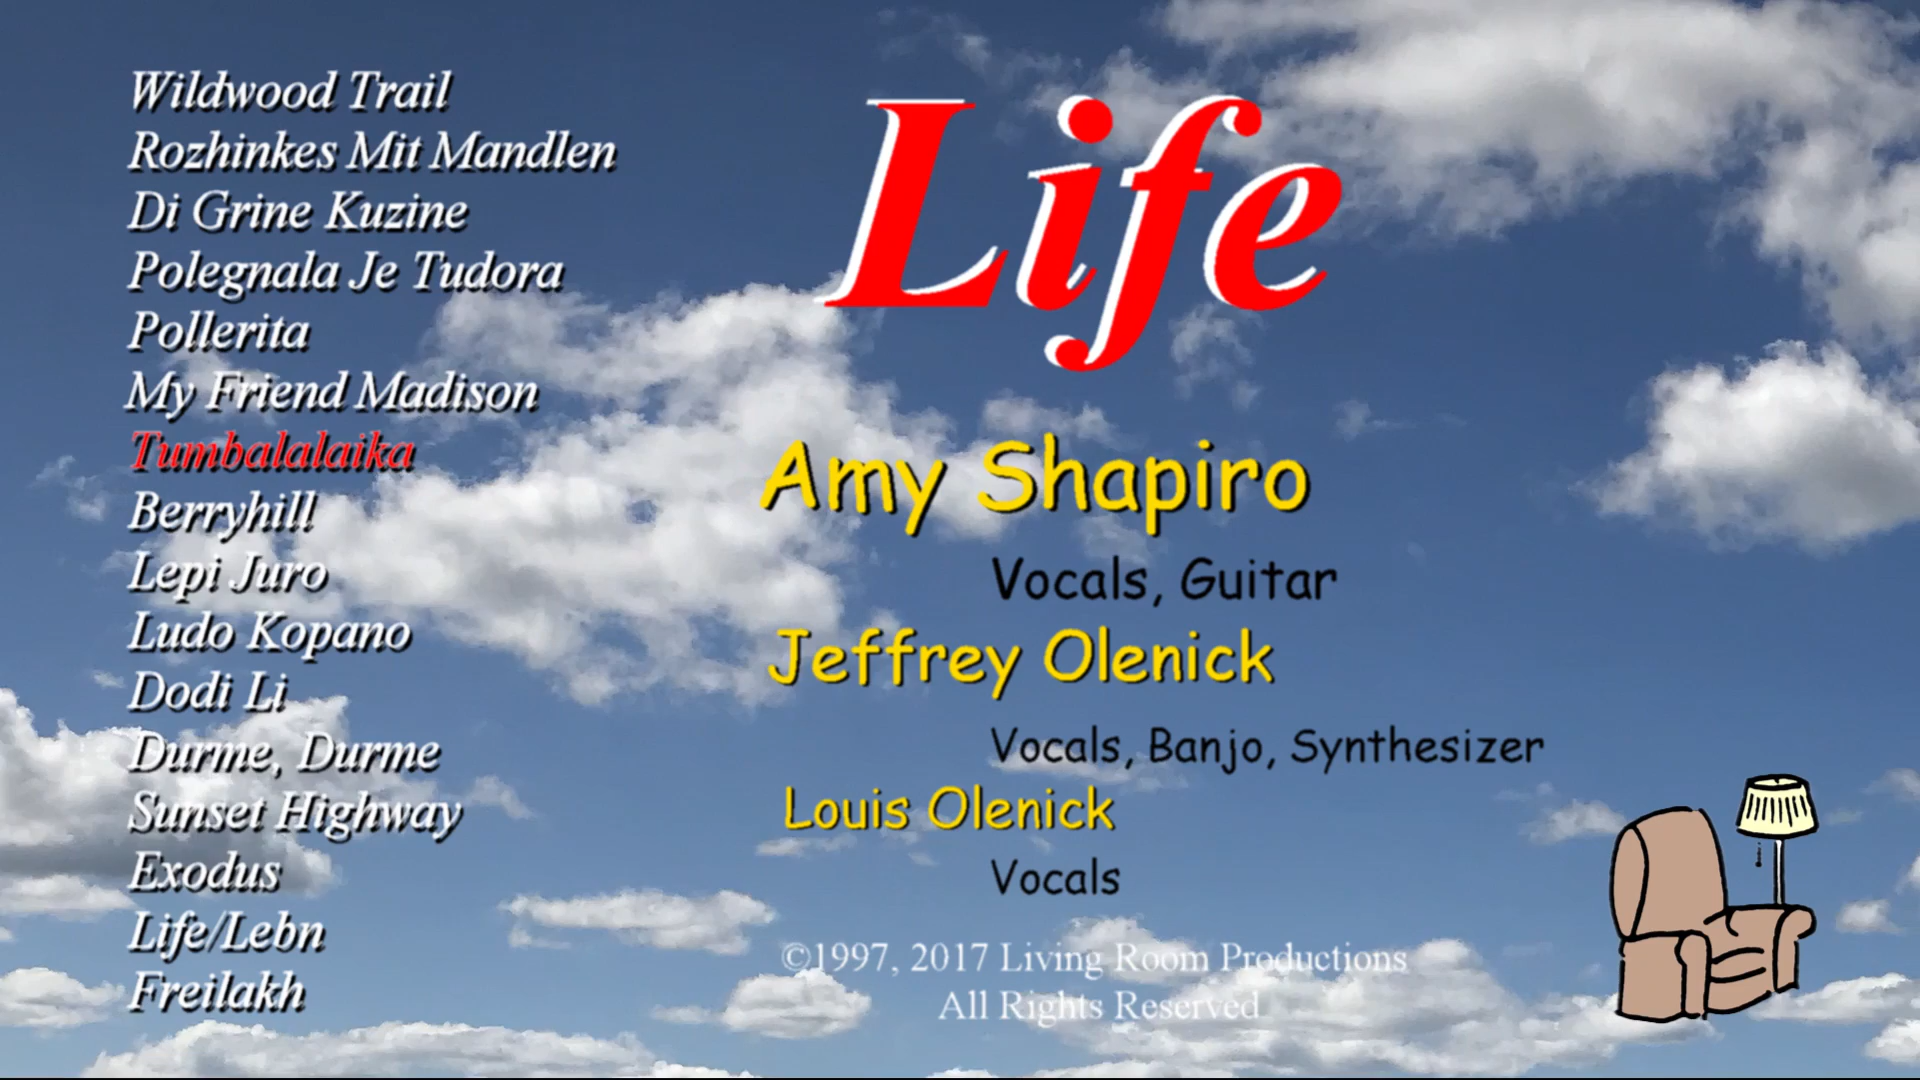 Wildwood Trail
Rozhinkes Mit Mandlen
Di Grine Kuzine
Polegnala Je Tudora
Pollerita
My Friend Madison
Tumbalalaika
Berryhill
Lepi Juro
Ludo Kopano
Dodi Li
Durme, Durme
Sunset Highway
Exodus
Life/Lebn
Freilakh
Life
Amy Shapiro
Vocals, Guitar
Jeffrey Olenick
Vocals, Banjo, Synthesizer
Louis Olenick
Vocals
©1997, 2017 Living Room Productions
All Rights Reserved